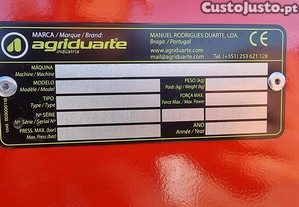 CustoJusto.pt
MARCA / Marque / Brand:
agriduarte
indústria
MANUEL RODRIGUES DUARTE, LDA.
Braga / Portugal
www.agriduarte.com
mail@agriduarte.com Tel. (+351) 253 621 126
MÁQUINA
Machine / Machine
MODELO
Modèle / Model
TIPO
Type / Type
Nº SÉRIE
Nº Série / Serial Nº
PRESS. MAX. (bar)
Max. Press (bar)
PESO (kg)
Poids (kg) / Weight (kg)
FORÇA MAX.
Force Max. / Max. Power
ANO
Année / Year